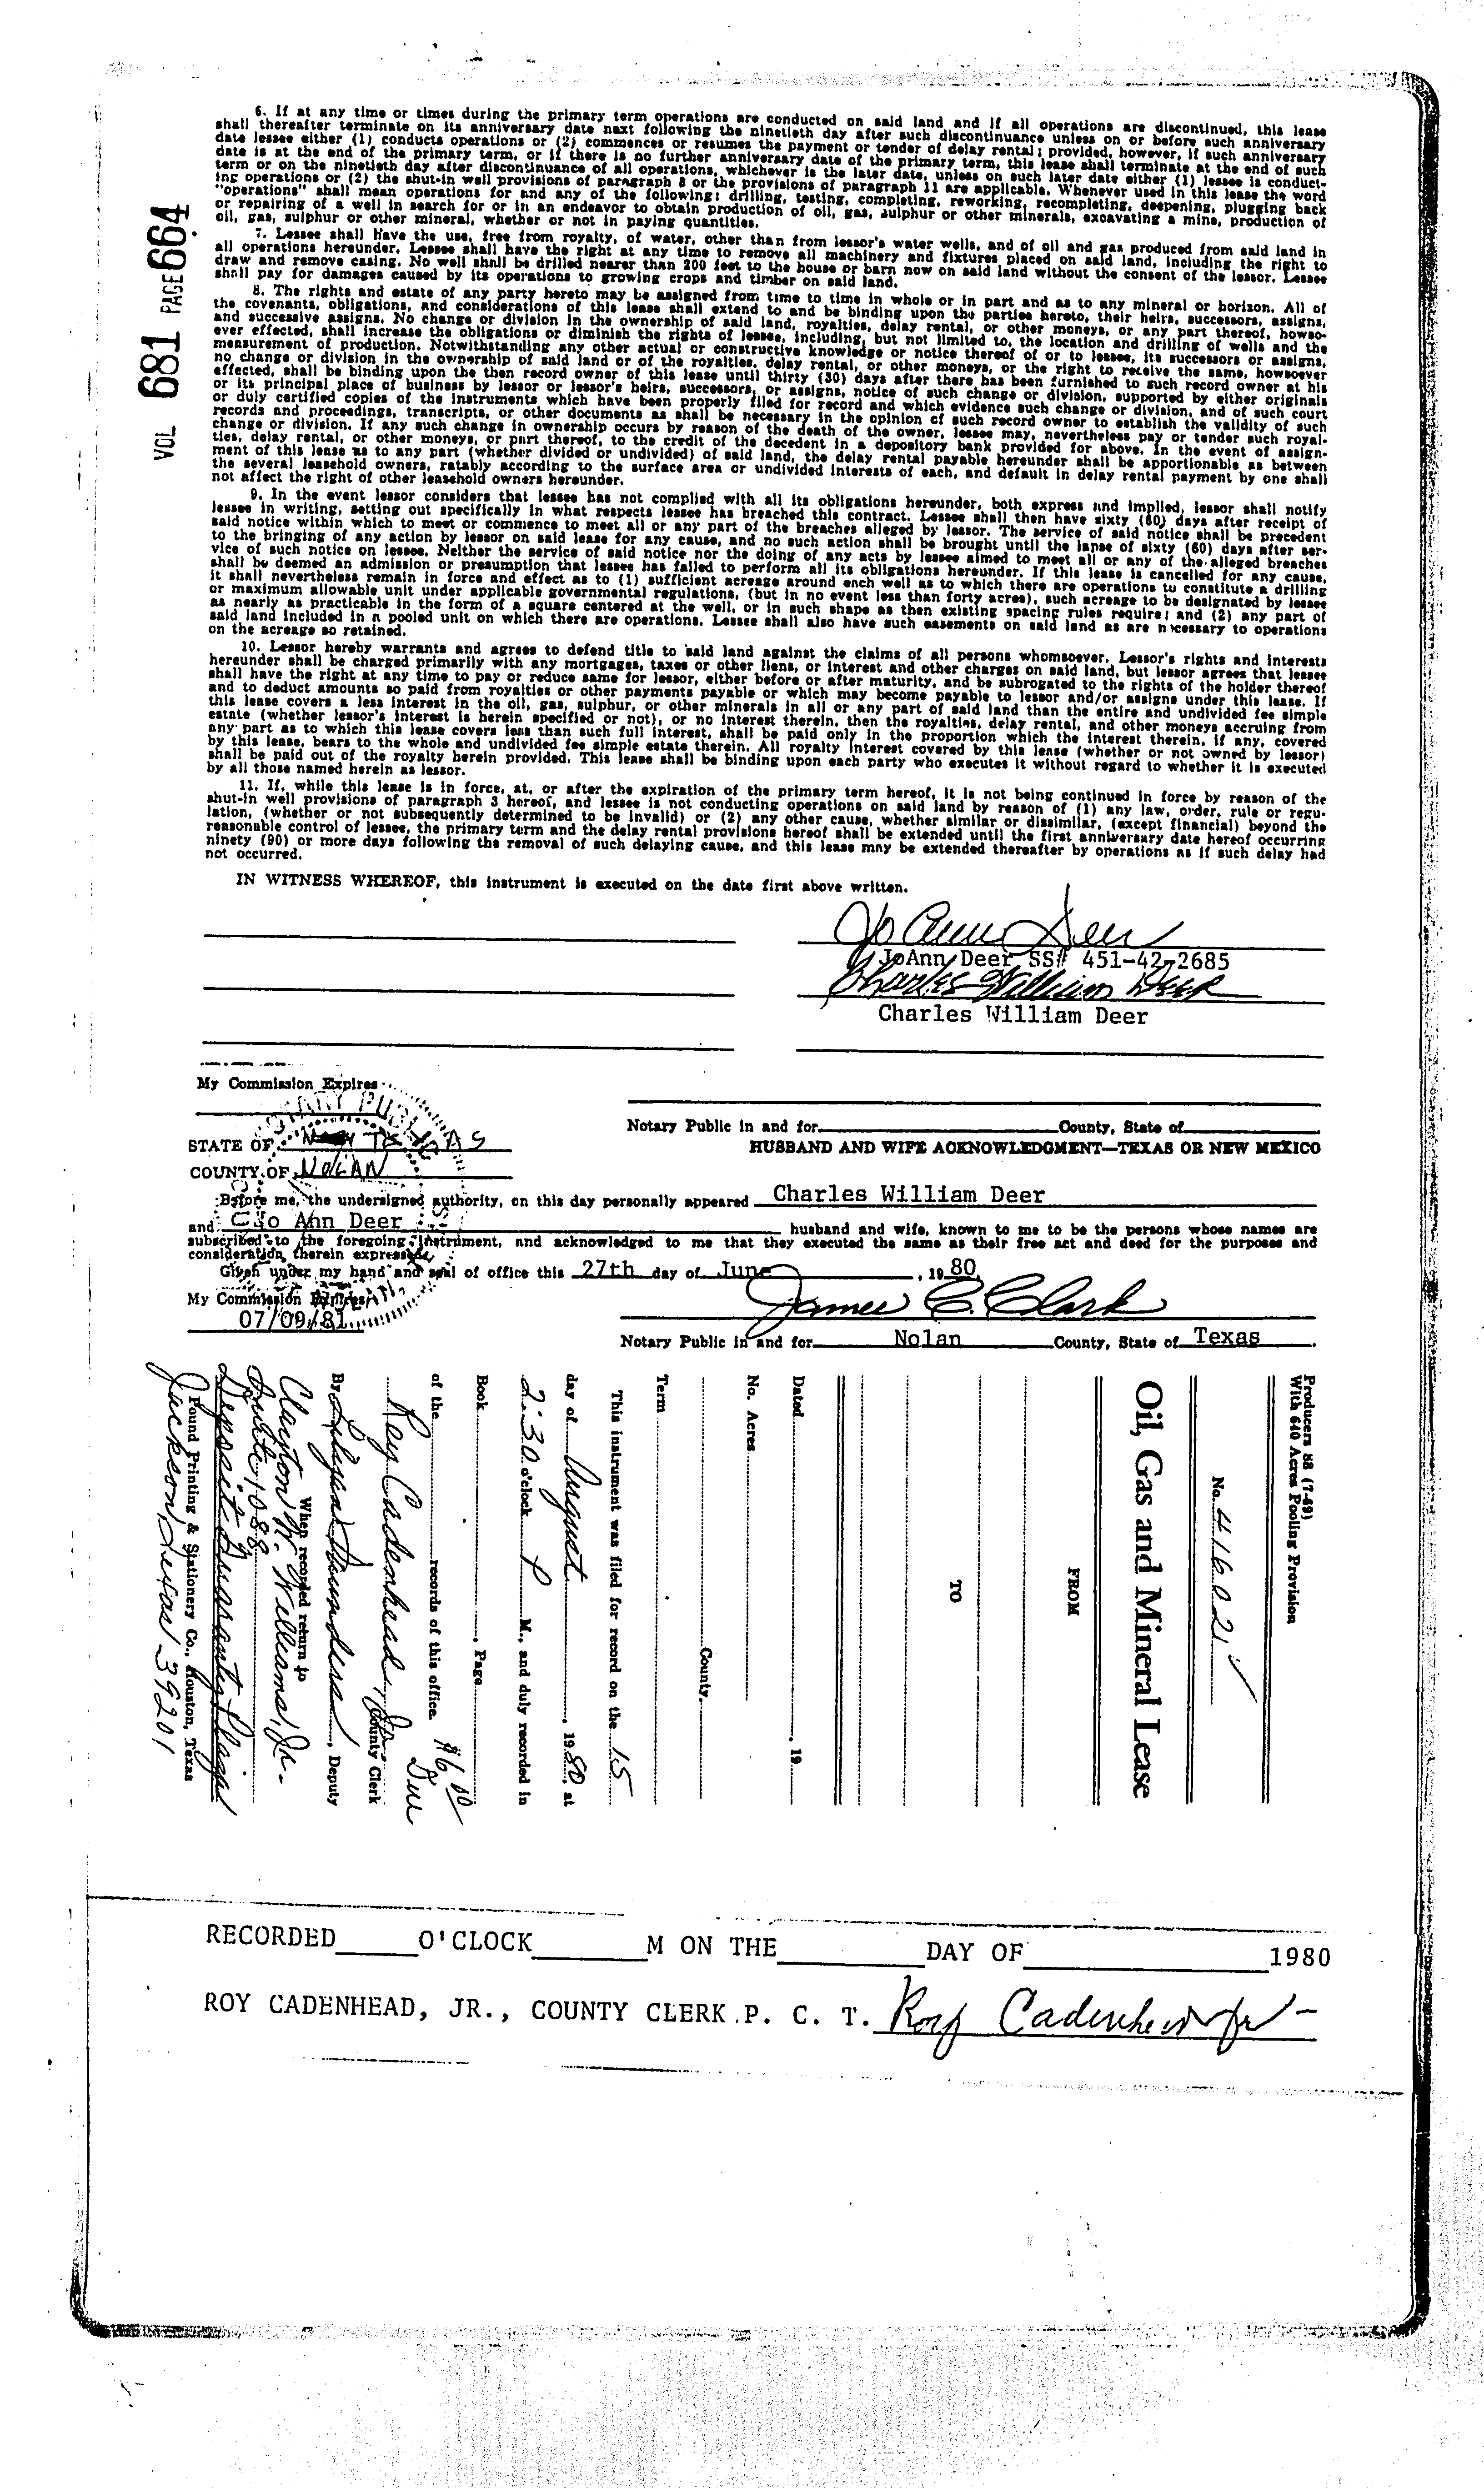 VOL 681 PAGE 664
6. If at any time or times during the primary term operations are conducted on said land and if all operations are discontinued, this lease
shall thereafter terminate on its anniversary date next following the ninetieth day after such discontinuance unless on or before such anniversary
date lessee either (1) conducts operations or (2) commences or resumes the payment or tender of delay rental; provided, however, if such anniversary
date is at the end of the primary term, or if there is no further anniversary date of the primary term, this lease shall terminate at the end of such
term or on the ninetieth day after discontinuance of all operations, whichever is the later date, unless on such later date either (1) lessee is conduct-
ing operations or (2) the shut-in well provisions of paragraph 3 or the provisions of paragraph 11 are applicable. Whenever used in this lease the word
"operations" shall mean operations for and any of the following: drilling, testing, completing, reworking, recompleting, deepening, plugging back
or repairing of a well in search for or in an endeavor to obtain production of oil, gas, sulphur or other minerals, excavating a mine, production of
oil, gas, sulphur or other mineral, whether or not in paying quantities.
7. Lessee shall have the use, free from royalty, of water, other than from lessor's water wells, and of oil and gas produced from said land in
all operations hereunder. Lessee shall have the right at any time to remove all machinery and fixtures placed on said land, including the right to
draw and remove casing. No well shall be drilled nearer than 200 feet to the house or barn now on said land without the consent of the lessor. Lessee
shall pay for damages caused by its operations to growing crops and timber on said land.
8. The rights and estate of any party hereto may be assigned from time to time in whole or in part and as to any mineral or horizon. All of
the covenants, obligations, and considerations of this lease shall extend to and be binding upon the parties hereto, their heirs, successors, assigns,
and successive assigns. No change or division in the ownership of said land, royalties, delay rental, or other moneys, or any part thereof, howso-
ever effected, shall increase the obligations or diminish the rights of lessee, including, but not limited to, the location and drilling of wells and the
measurement of production. Notwithstanding any other actual or constructive knowledge or notice thereof of or to lessee, its successors or assigns,
no change or division in the ownership of said land or of the royalties, delay rental, or other moneys, or the right to receive the same, howsoever
effected, shall be binding upon the then record owner of this lease until thirty (30) days after there has been furnished to such record owner at his
or its principal place of business by lessor or lessor's heirs, successors, or assigns, notice of such change or division, supported by either originals
or duly certified copies of the instruments which have been properly filed for record and which evidence such change or division, and of such court
records and proceedings, transcripts, or other documents as shall be necessary in the opinion of such record owner to establish the validity of such
change or division. If any such change in ownership occurs by reason of the death of the owner, lessee may, nevertheless pay or tender such royal-
ties, delay rental, or other moneys, or part thereof, to the credit of the decedent in a depository bank provided for above. In the event of assign-
ment of this lease as to any part (whether divided or undivided) of said land, the delay rental payable hereunder shall be apportionable as between
the several leasehold owners, ratably according to the surface area or undivided interests of each, and default in delay rental payment by one shall
not affect the right of other leasehold owners hereunder.
9. In the event lessor considers that lessee has not complied with all its obligations hereunder, both express and implied, lessor shall notify
lessee in writing, setting out specifically in what respects lessee has breached this contract. Lessee shall then have sixty (60) days after receipt of
said notice within which to meet or commence to meet all or any part of the breaches alleged by lessor. The service of said notice shall be precedent
to the bringing of any action by lessor on said lease for any cause, and no such action shall be brought until the lapse of sixty (60) days after ser-
vice of such notice on lessee. Neither the service of said notice nor the doing of any acts by lessee aimed to meet all or any of the alleged breaches
shall be deemed an admission or presumption that lessee has failed to perform all its obligations hereunder. If this lease is cancelled for any cause,
it shall nevertheless remain in force and effect as to (1) sufficient acreage around each well as to which there are operations to constitute a drilling
or maximum allowable unit under applicable governmental regulations, (but in no event less than forty acres), such acreage to be designated by lessee
as nearly as practicable in the form of a square centered at the well, or in such shape as then existing spacing rules require; and (2) any part of
said land included in a pooled unit on which there are operations. Lessee shall also have such easements on said land as are necessary to operations
on the acreage so retained.
10. Lessor hereby warrants and agrees to defend title to said land against the claims of all persons whomsoever. Lessor's rights and interests
hereunder shall be charged primarily with any mortgages, taxes or other liens, or interest and other charges on said land, but lessor agrees that lessee
shall have the right at any time to pay or reduce same for lessor, either before or after maturity, and be subrogated to the rights of the holder thereof
and to deduct amounts so paid from royalties or other payments payable or which may become payable to lessor and/or assigns under this lease. If
this lease covers a less interest in the oil, gas, sulphur, or other minerals in all or any part of said land than the entire and undivided fee simple
estate (whether lessor's interest is herein specified or not), or no interest therein, then the royalties, delay rental, and other moneys accruing from
any part as to which this lease covers less than such full interest, shall be paid only in the proportion which the interest therein, if any, covered
by this lease, bears to the whole and undivided fee simple estate therein. All royalty interest covered by this lease (whether or not owned by lessor)
shall be paid out of the royalty herein provided. This lease shall be binding upon each party who executes it without regard to whether it is executed
by all those named herein as lessor.
11. If, while this lease is in force, at, or after the expiration of the primary term hereof, it is not being continued in force by reason of the
shut-in well provisions of paragraph 3 hereof, and lessee is not conducting operations on said land by reason of (1) any law, order, rule or regu-
lation, (whether or not subsequently determined to be invalid) or (2) any other cause, whether similar or dissimilar, (except financial) beyond the
reasonable control of lessee, the primary term and the delay rental provisions hereof shall be extended until the first anniversary date hereof occurring
ninety (90) or more days following the removal of such delaying cause, and this lease may be extended thereafter by operations as if such delay had
not occurred.
IN WITNESS WHEREOF, this instrument is executed on the date first above written.
Jo Ann Deer
JoAnn Deer SS# 451-42-2685
Charles William Deer
Charles William Deer
My Commission Expires
Notary Public in and for County, State of
HUSBAND AND WIFE ACKNOWLEDGMENT—TEXAS OR NEW MEXICO
STATE OF TEXAS
COUNTY OF NOLAN
Before me, the undersigned authority, on this day personally appeared Charles William Deer
and Jo Ann Deer husband and wife, known to me to be the persons whose names are
subscribed to the foregoing instrument, and acknowledged to me that they executed the same as their free act and deed for the purposes and
consideration therein expressed.
Given under my hand and seal of office this 27th day of June, 1980.
James C. Clark
My Commission Expires
07/09/81
Notary Public in and for Nolan County, State of Texas
Producers 88 (7-69)
With 640 Acres Pooling Provision
No. 41602
Oil, Gas and Mineral Lease
FROM
TO
Dated , 19
No. Acres
County,
Term
This instrument was filed for record on the 15
day of August, 1980, at
2:30 o'clock P M., and duly recorded in
Book , Page
of the records of this office. $6.00 Due
Roy Cadenhead, Jr. County Clerk
By Deputy
When recorded return to
Clayton W. Williams, Jr.
Suite 1088
Deposit Guaranty Plaza
Pound Printing & Stationery Co., Houston, Texas
Jackson, 39201
RECORDED O'CLOCK M ON THE DAY OF 1980
ROY CADENHEAD, JR., COUNTY CLERK P. C. T. Roy Cadenhead Jr